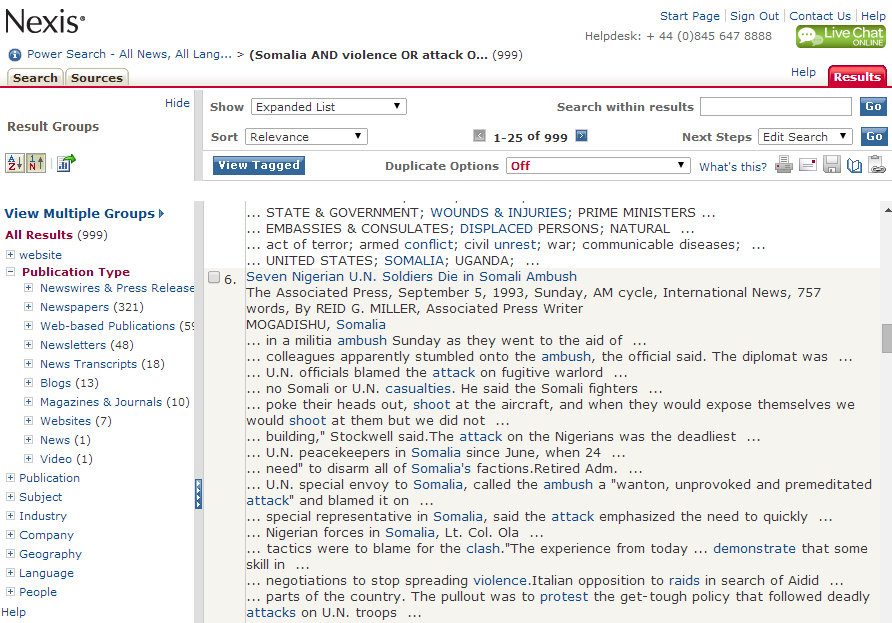 Nexis®
Start Page | Sign Out | Contact Us | Help
Helpdesk: + 44 (0)845 647 8888
Live Chat
ONLINE
Power Search - All News, All Lang... > (Somalia AND violence OR attack O... (999)
Search Sources
Help Results
Hide
Result Groups
Show Expanded List
Search within results Go
Sort Relevance
1-25 of 999
Next Steps Edit Search Go
View Tagged
Duplicate Options Off
What's this?
View Multiple Groups
All Results (999)
website
Publication Type
Newswires & Press Release
Newspapers (321)
Web-based Publications (59
Newsletters (48)
News Transcripts (18)
Blogs (13)
Magazines & Journals (10)
Websites (7)
News (1)
Video (1)
Publication
Subject
Industry
Company
Geography
Language
People
Help
... STATE & GOVERNMENT; WOUNDS & INJURIES; PRIME MINISTERS ...
... EMBASSIES & CONSULATES; DISPLACED PERSONS; NATURAL ...
... act of terror; armed conflict; civil unrest; war; communicable diseases; ...
... UNITED STATES; SOMALIA; UGANDA; ...
6. Seven Nigerian U.N. Soldiers Die in Somali Ambush
The Associated Press, September 5, 1993, Sunday, AM cycle, International News, 757
words, By REID G. MILLER, Associated Press Writer
MOGADISHU, Somalia
... in a militia ambush Sunday as they went to the aid of ...
... colleagues apparently stumbled onto the ambush, the official said. The diplomat was ...
... U.N. officials blamed the attack on fugitive warlord ...
... no Somali or U.N. casualties. He said the Somali fighters ...
... poke their heads out, shoot at the aircraft, and when they would expose themselves we
would shoot at them but we did not ...
... building," Stockwell said.The attack on the Nigerians was the deadliest ...
... U.N. peacekeepers in Somalia since June, when 24 ...
... need" to disarm all of Somalia's factions.Retired Adm. ...
... U.N. special envoy to Somalia, called the ambush a "wanton, unprovoked and premeditated
attack" and blamed it on ...
... special representative in Somalia, said the attack emphasized the need to quickly ...
... Nigerian forces in Somalia, Lt. Col. Ola ...
... tactics were to blame for the clash."The experience from today ... demonstrate that some
skill in ...
... negotiations to stop spreading violence.Italian opposition to raids in search of Aidid ...
... parts of the country. The pullout was to protest the get-tough policy that followed deadly
attacks on U.N. troops ...